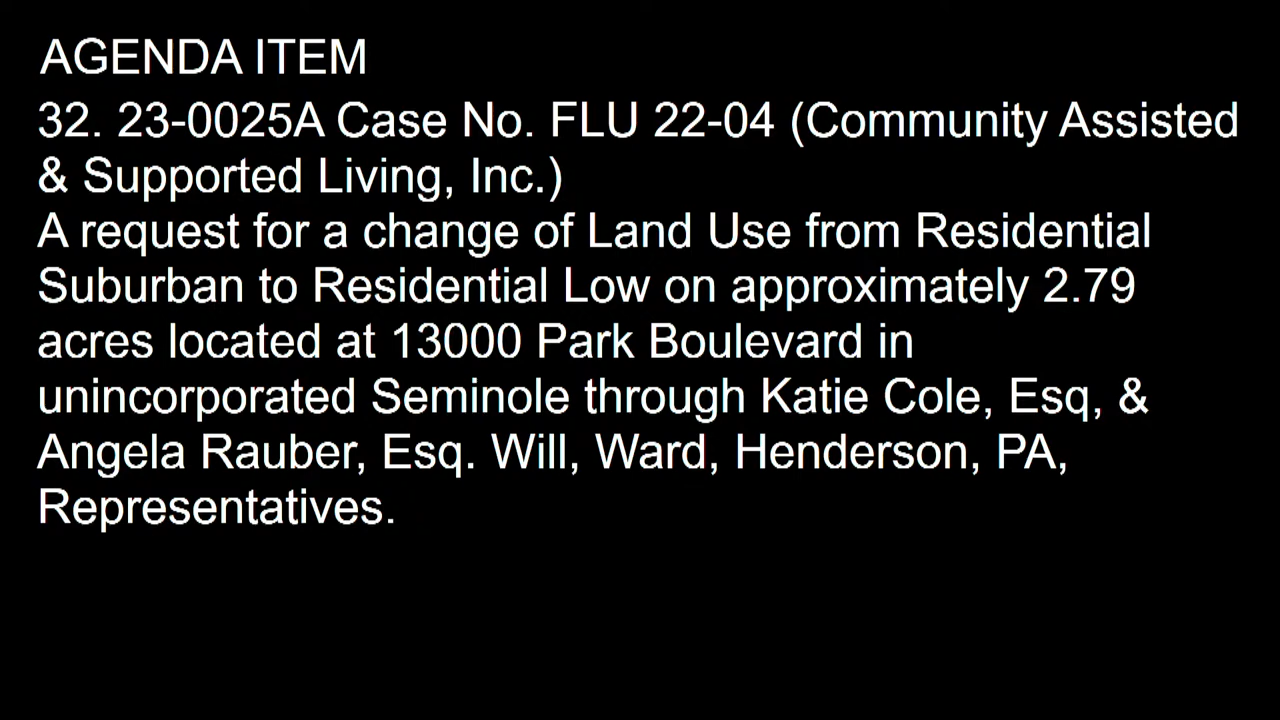 AGENDA ITEM
32. 23-0025A Case No. FLU 22-04 (Community Assisted
& Supported Living, Inc.)
A request for a change of Land Use from Residential
Suburban to Residential Low on approximately 2.79
acres located at 13000 Park Boulevard in
unincorporated Seminole through Katie Cole, Esq, &
Angela Rauber, Esq. Will, Ward, Henderson, PA,
Representatives.